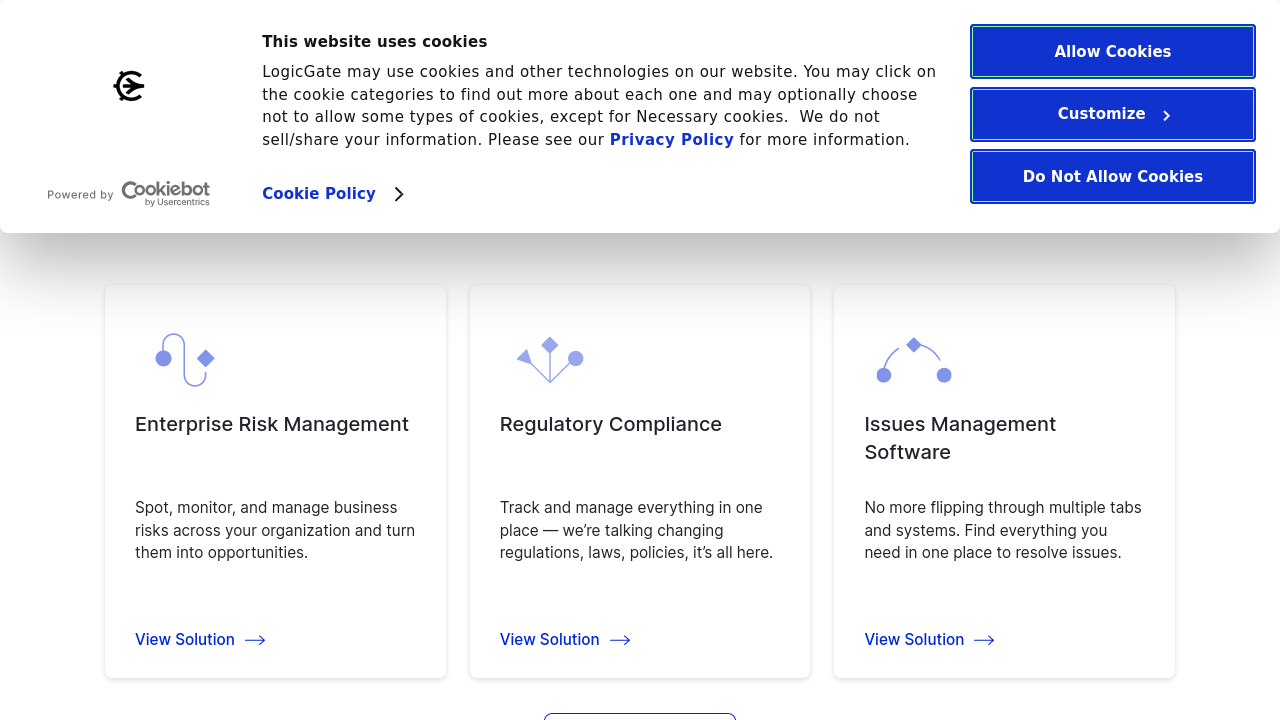 This website uses cookies
LogicGate may use cookies and other technologies on our website. You may click on
the cookie categories to find out more about each one and may optionally choose
not to allow some types of cookies, except for Necessary cookies.  We do not
sell/share your information. Please see our Privacy Policy for more information.
Powered by Cookiebot
by Usercentrics
Cookie Policy
Allow Cookies
Customize
Do Not Allow Cookies
Enterprise Risk Management
Spot, monitor, and manage business
risks across your organization and turn
them into opportunities.
View Solution
Regulatory Compliance
Track and manage everything in one
place — we’re talking changing
regulations, laws, policies, it’s all here.
View Solution
Issues Management
Software
No more flipping through multiple tabs
and systems. Find everything you
need in one place to resolve issues.
View Solution